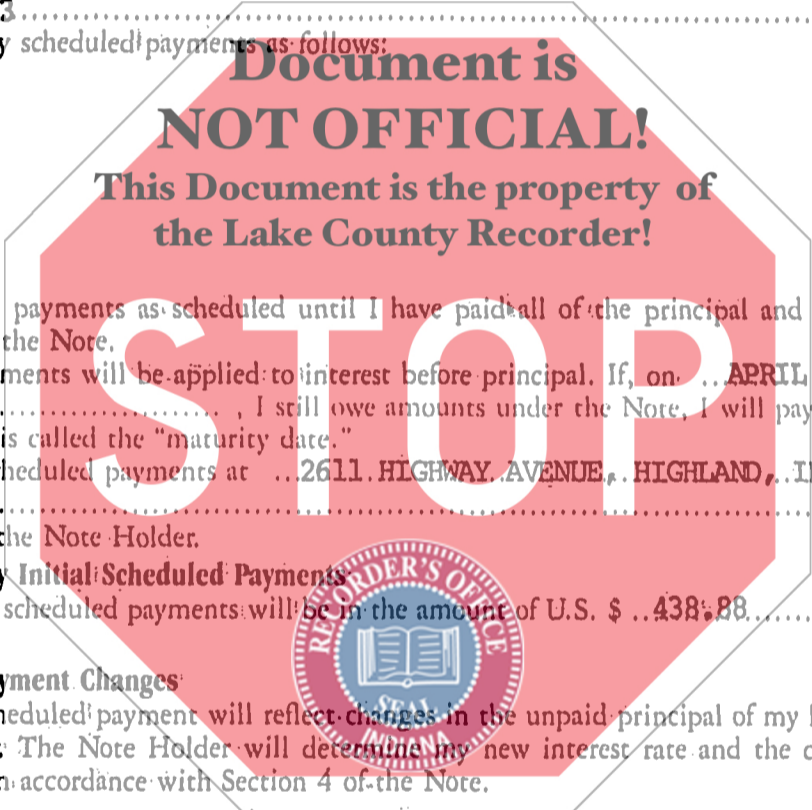 3
scheduled payments as follows:
Document is
NOT OFFICIAL!
This Document is the property of
the Lake County Recorder!
payments as scheduled until I have paid all of the principal and
the Note.
ments will be applied to interest before principal. If, on ...APRIL
, I still owe amounts under the Note, I will pay
is called the "maturity date."
heduled payments at ...2611 HIGHWAY AVENUE, HIGHLAND, I
STOP
the Note Holder.
Initial Scheduled Payments
scheduled payments will be in the amount of U.S. $ ..438.88......
RECORDER'S OFFICE
SEAL
INDIANA
yment Changes
heduled payment will reflect changes in the unpaid principal of my
The Note Holder will determine my new interest rate and the
accordance with Section 4 of the Note.